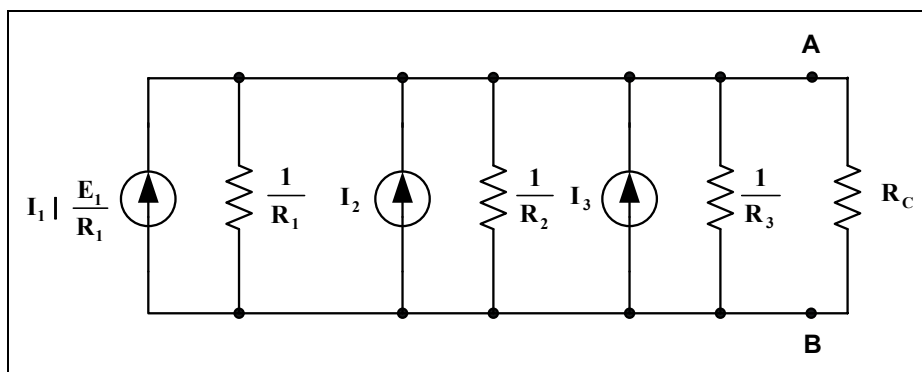 A
I₁ | E₁/R₁
1/R₁
I₂
1/R₂
I₃
1/R₃
R_C
B